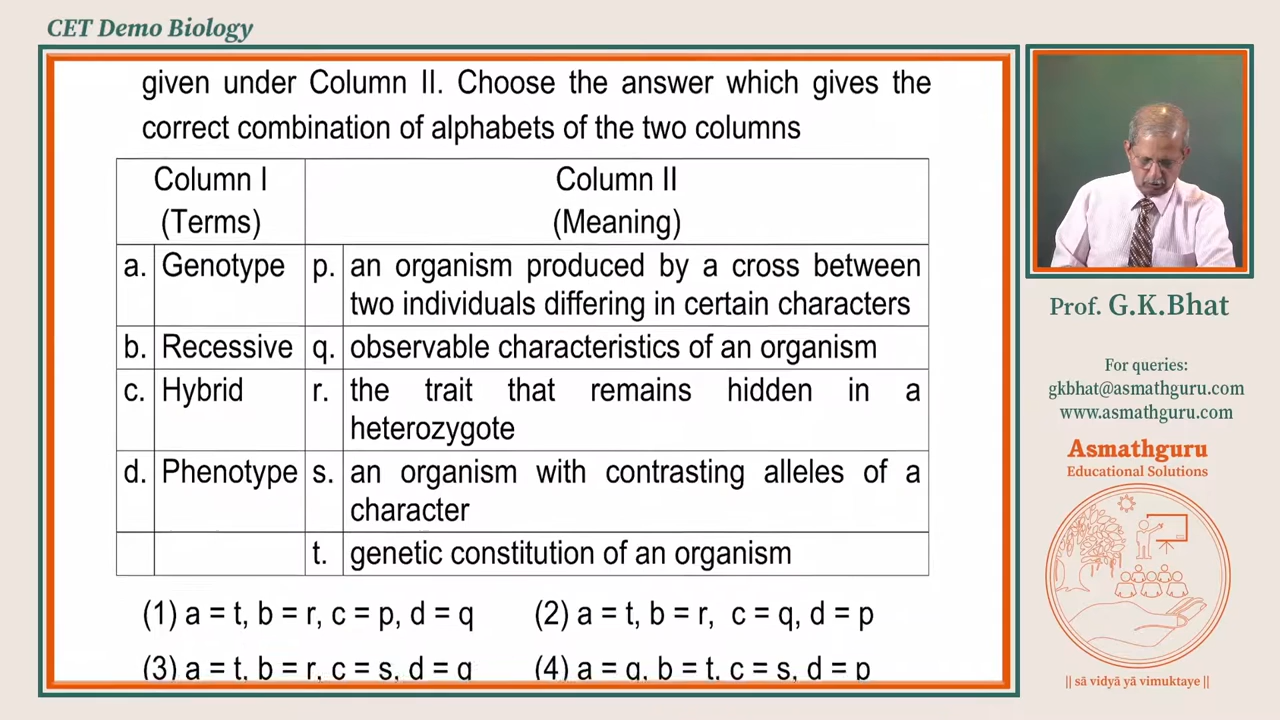 CET Demo Biology
given under Column II. Choose the answer which gives the
correct combination of alphabets of the two columns
Column I
(Terms)
Column II
(Meaning)
a. Genotype p. an organism produced by a cross between
two individuals differing in certain characters
b. Recessive q. observable characteristics of an organism
c. Hybrid r. the trait that remains hidden in a
heterozygote
d. Phenotype s. an organism with contrasting alleles of a
character
t. genetic constitution of an organism
(1) a = t, b = r, c = p, d = q (2) a = t, b = r, c = q, d = p
(3) a = t, b = r, c = s, d = q (4) a = q, b = t, c = s, d = p
Prof. G.K.Bhat
For queries:
gkbhat@asmathguru.com
www.asmathguru.com
Asmathguru
Educational Solutions
|| sā vidyā yā vimuktaye ||